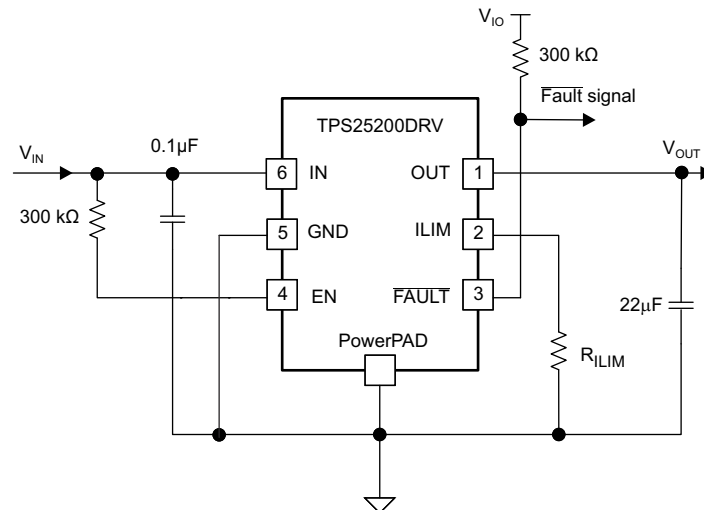 V_IO
300 kΩ
Fault signal
TPS25200DRV
V_IN
0.1µF
V_OUT
6 IN OUT 1
300 kΩ
5 GND ILIM 2
4 EN FAULT 3
22µF
PowerPAD
R_ILIM